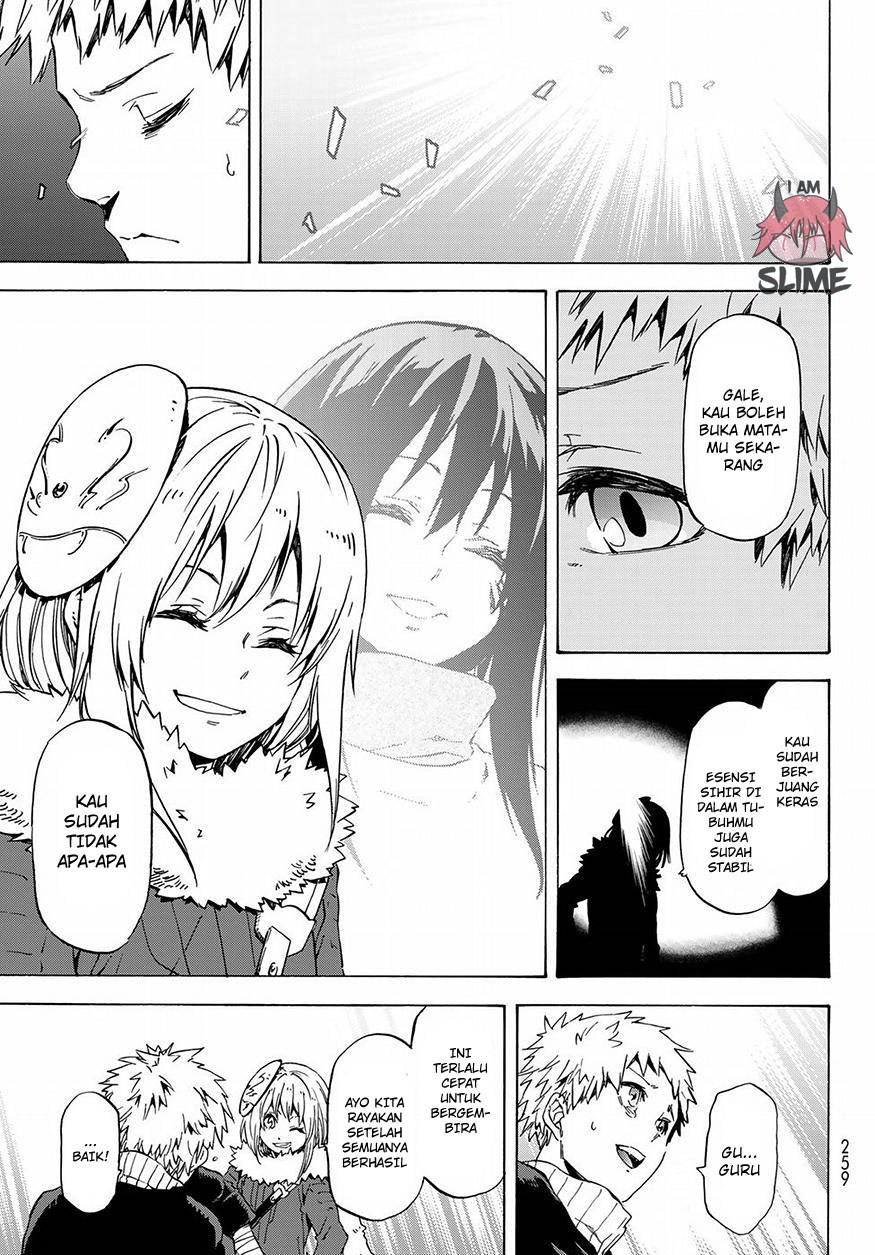 I AM
SLIME
GALE,
KAU BOLEH
BUKA MATA-
MU SEKA-
RANG
KAU
SUDAH
BER-
JUANG
KERAS
ESENSI
SIHIR DI
DALAM TU-
BUHMU
JUGA
SUDAH
STABIL
KAU
SUDAH
TIDAK
APA-APA
GU...
GURU
INI
TERLALU
CEPAT
UNTUK
BERGEM-
BIRA
AYO KITA
RAYAKAN
SETELAH
SEMUANYA
BERHASIL
...
BAIK!
259